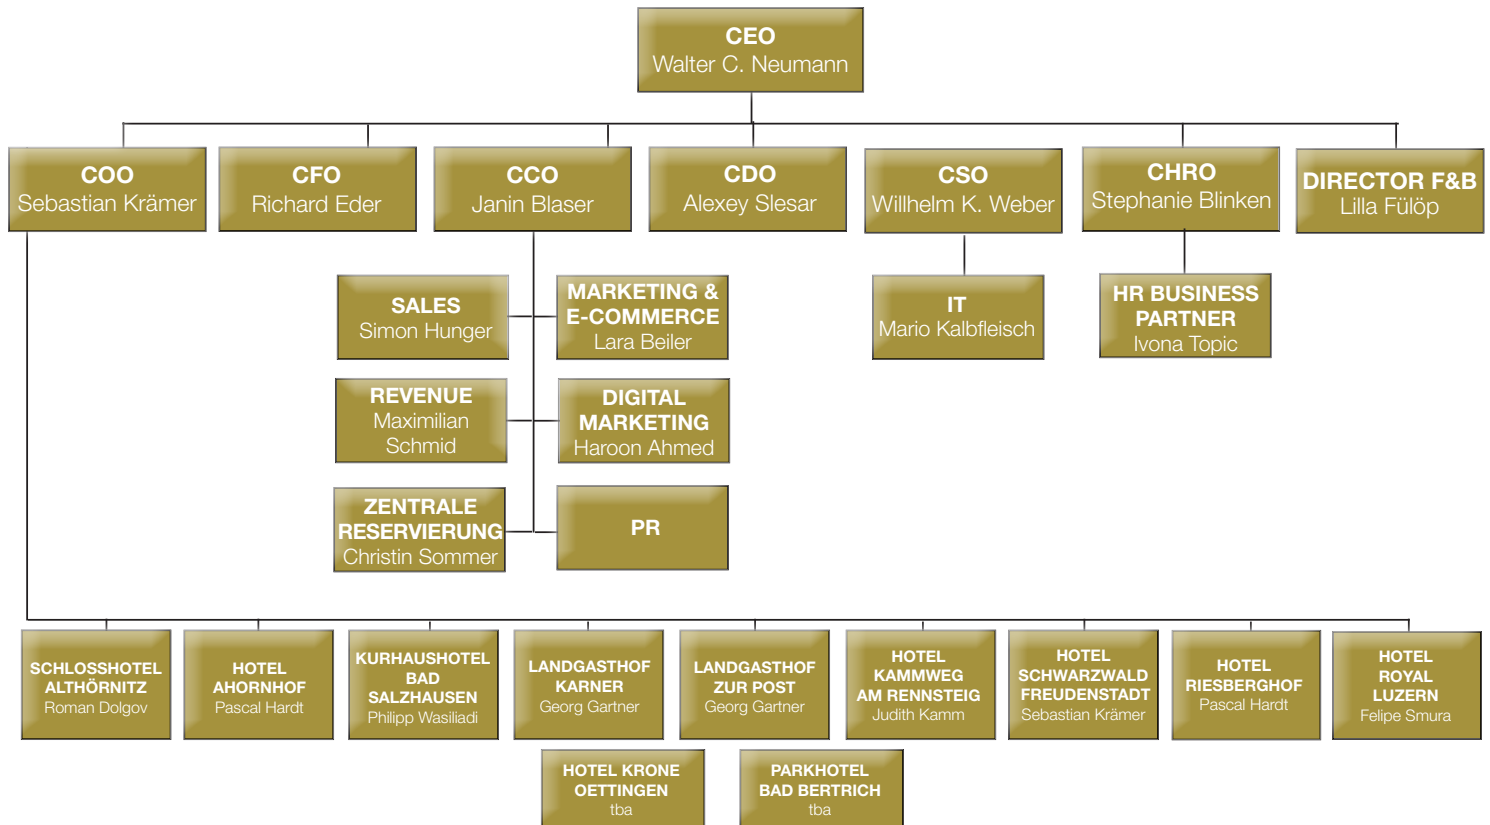 CEO
Walter C. Neumann
COO
Sebastian Krämer
CFO
Richard Eder
CCO
Janin Blaser
CDO
Alexey Slesar
CSO
Willhelm K. Weber
CHRO
Stephanie Blinken
DIRECTOR F&B
Lilla Fülöp
SALES
Simon Hunger
MARKETING &
E-COMMERCE
Lara Beiler
IT
Mario Kalbfleisch
HR BUSINESS
PARTNER
Ivona Topic
REVENUE
Maximilian
Schmid
DIGITAL
MARKETING
Haroon Ahmed
ZENTRALE
RESERVIERUNG
Christin Sommer
PR
SCHLOSSHOTEL
ALTHÖRNITZ
Roman Dolgov
HOTEL
AHORNHOF
Pascal Hardt
KURHAUSHOTEL
BAD
SALZHAUSEN
Philipp Wasiliadi
LANDGASTHOF
KARNER
Georg Gartner
LANDGASTHOF
ZUR POST
Georg Gartner
HOTEL
KAMMWEG
AM RENNSTEIG
Judith Kamm
HOTEL
SCHWARZWALD
FREUDENSTADT
Sebastian Krämer
HOTEL
RIESBERGHOF
Pascal Hardt
HOTEL
ROYAL
LUZERN
Felipe Smura
HOTEL KRONE
OETTINGEN
tba
PARKHOTEL
BAD BERTRICH
tba